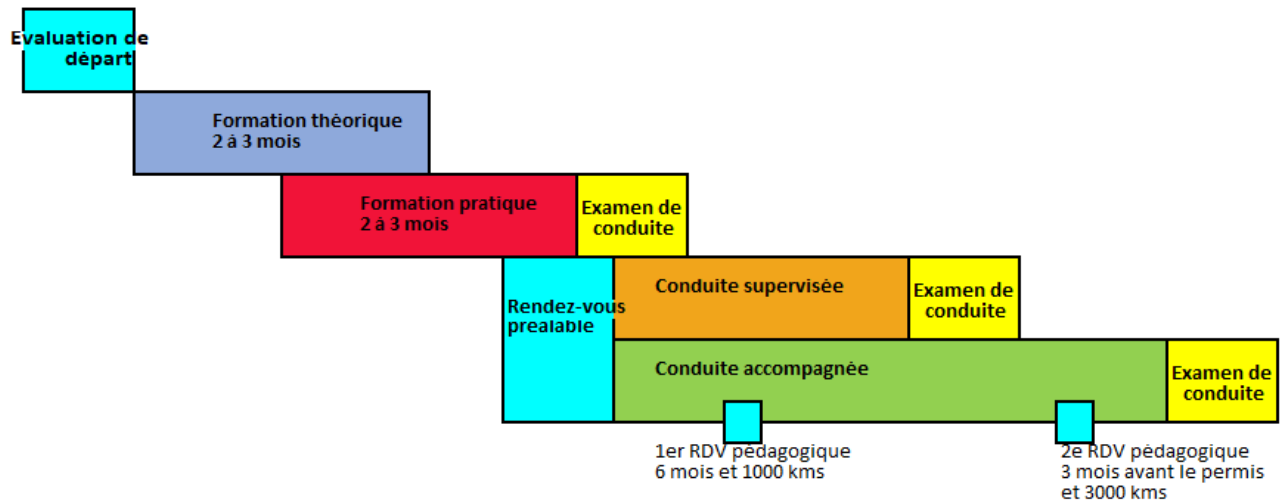 Evaluation de
départ
Formation théorique
2 à 3 mois
Formation pratique
2 à 3 mois
Examen de
conduite
Rendez-vous
préalable
Conduite supervisée
Examen de
conduite
Conduite accompagnée
Examen de
conduite
1er RDV pédagogique
6 mois et 1000 kms
2e RDV pédagogique
3 mois avant le permis
et 3000 kms